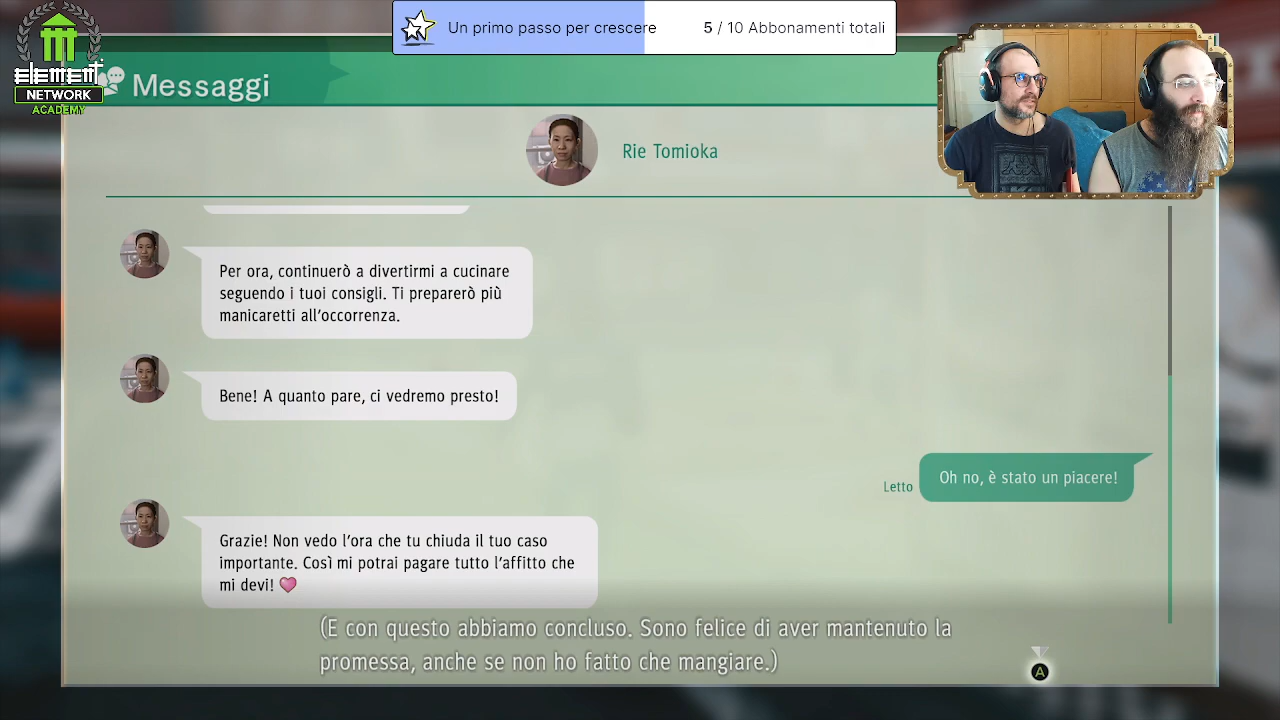 Un primo passo per crescere
5 / 10 Abbonamenti totali
ELEMENT
NETWORK
ACADEMY
Messaggi
Rie Tomioka
Per ora, continuerò a divertirmi a cucinare
seguendo i tuoi consigli. Ti preparerò più
manicaretti all'occorrenza.
Bene! A quanto pare, ci vedremo presto!
Oh no, è stato un piacere!
Letto
Grazie! Non vedo l'ora che tu chiuda il tuo caso
importante. Così mi potrai pagare tutto l'affitto che
mi devi!
(E con questo abbiamo concluso. Sono felice di aver mantenuto la
promessa, anche se non ho fatto che mangiare.)
A